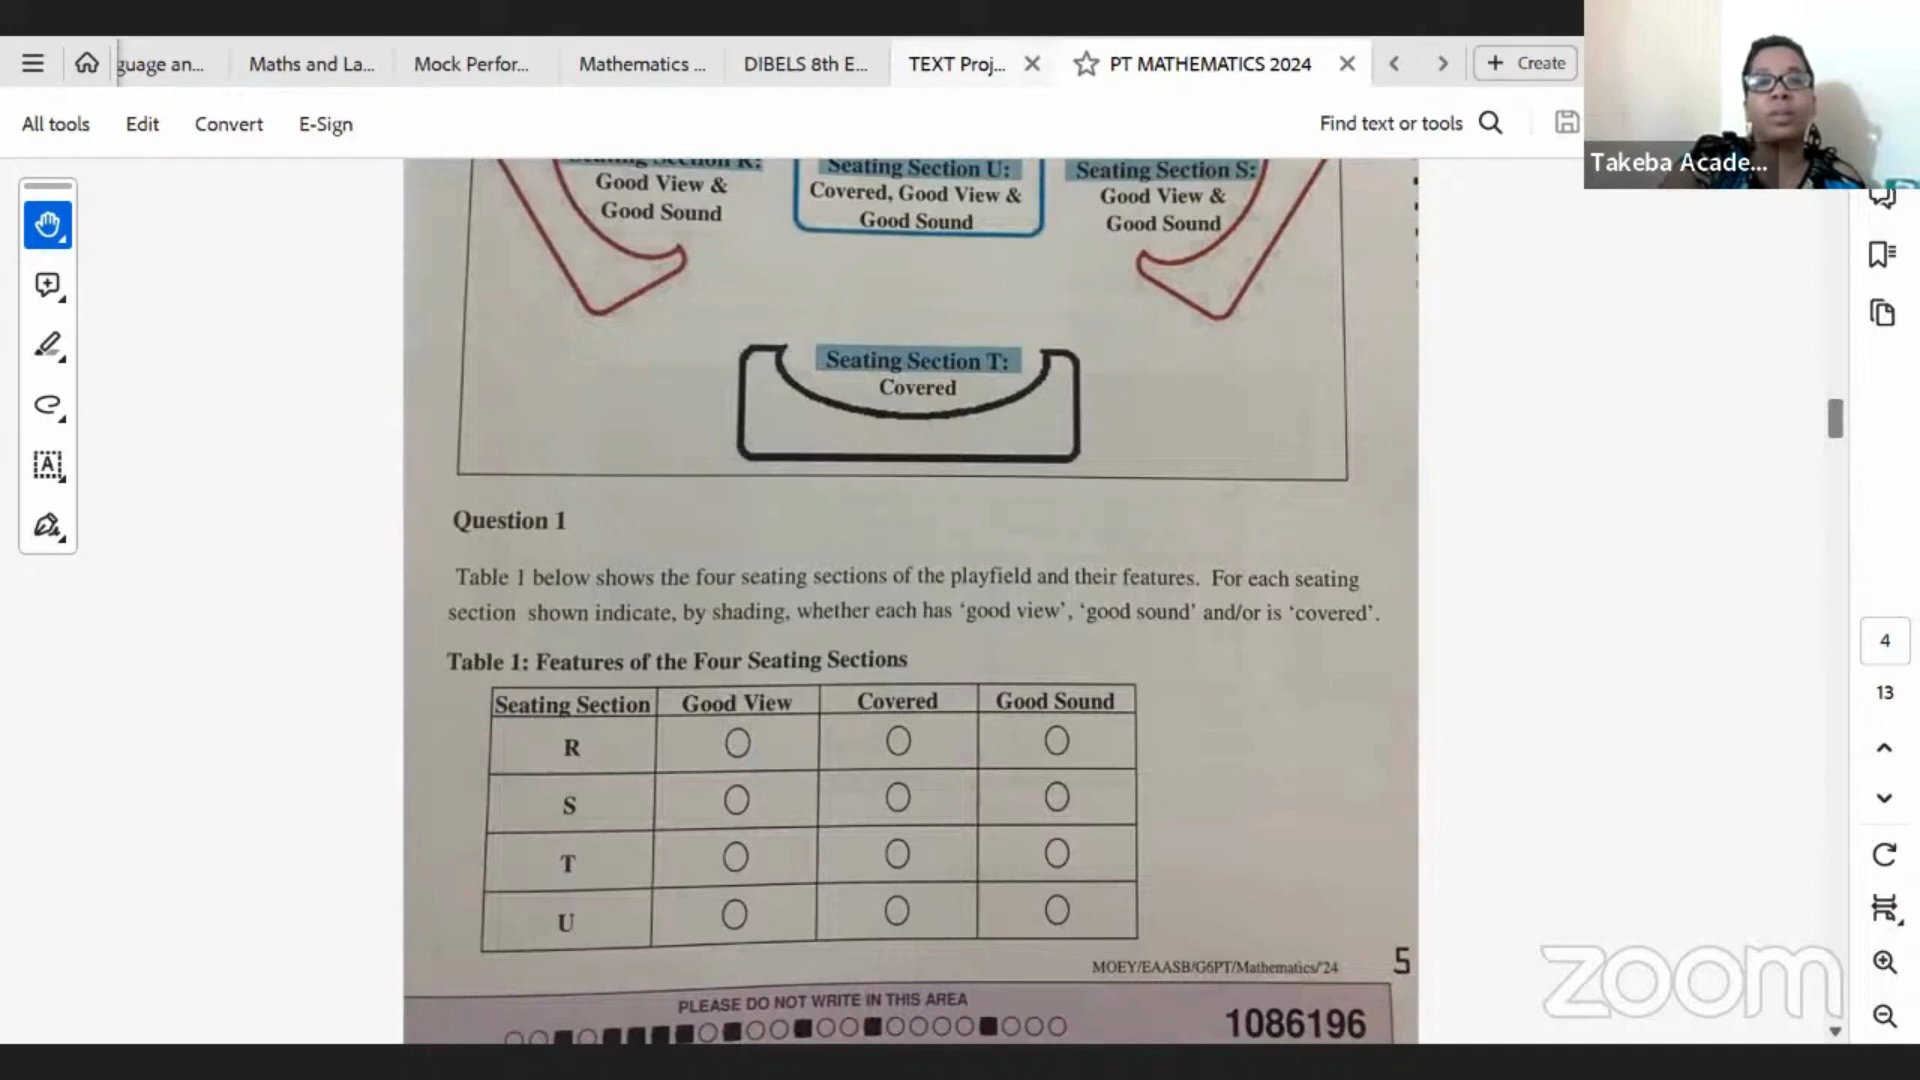 guage an...
Maths and La...
Mock Perfor...
Mathematics ...
DIBELS 8th E...
TEXT Proj...
PT MATHEMATICS 2024
Create
All tools
Edit
Convert
E-Sign
Find text or tools
Takeba Acade...
Seating Section R:
Good View &
Good Sound
Seating Section U:
Covered, Good View &
Good Sound
Seating Section S:
Good View &
Good Sound
Seating Section T:
Covered
Question 1
Table 1 below shows the four seating sections of the playfield and their features. For each seating
section shown indicate, by shading, whether each has ‘good view’, ‘good sound’ and/or is ‘covered’.
Table 1: Features of the Four Seating Sections
Seating Section Good View Covered Good Sound
R
S
T
U
MOEY/EAASB/G6PT/Mathematics/'24
5
PLEASE DO NOT WRITE IN THIS AREA
1086196
4
13
zoom